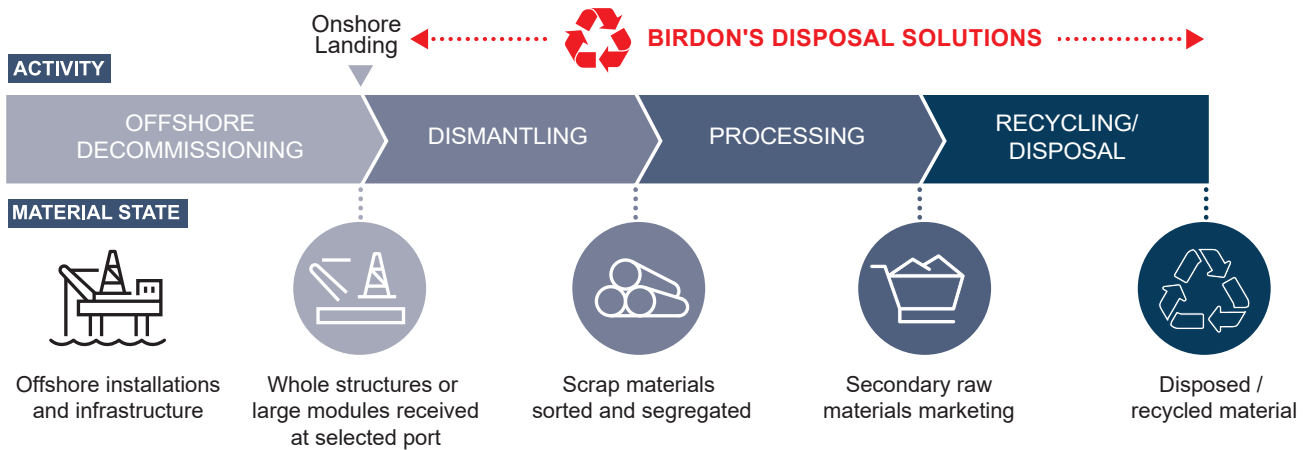 Onshore
Landing
BIRDON'S DISPOSAL SOLUTIONS
ACTIVITY
OFFSHORE
DECOMMISSIONING
DISMANTLING
PROCESSING
RECYCLING/
DISPOSAL
MATERIAL STATE
Offshore installations
and infrastructure
Whole structures or
large modules received
at selected port
Scrap materials
sorted and segregated
Secondary raw
materials marketing
Disposed /
recycled material